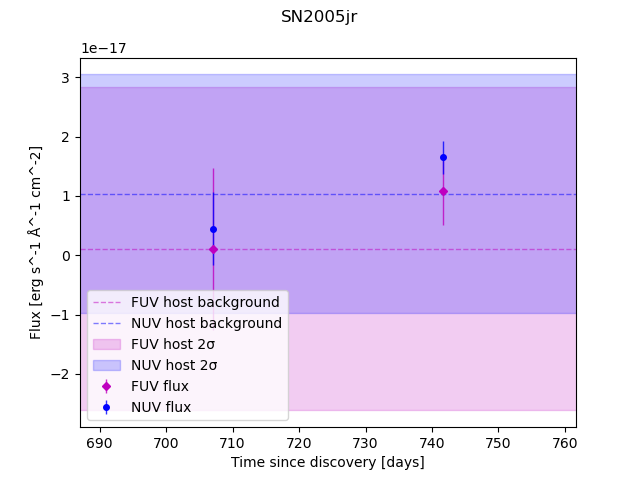 SN2005jr
1e−17
3
2
1
0
−1
−2
Flux [erg s^-1 Å^-1 cm^-2]
FUV host background
NUV host background
FUV host 2σ
NUV host 2σ
FUV flux
NUV flux
690 700 710 720 730 740 750 760
Time since discovery [days]